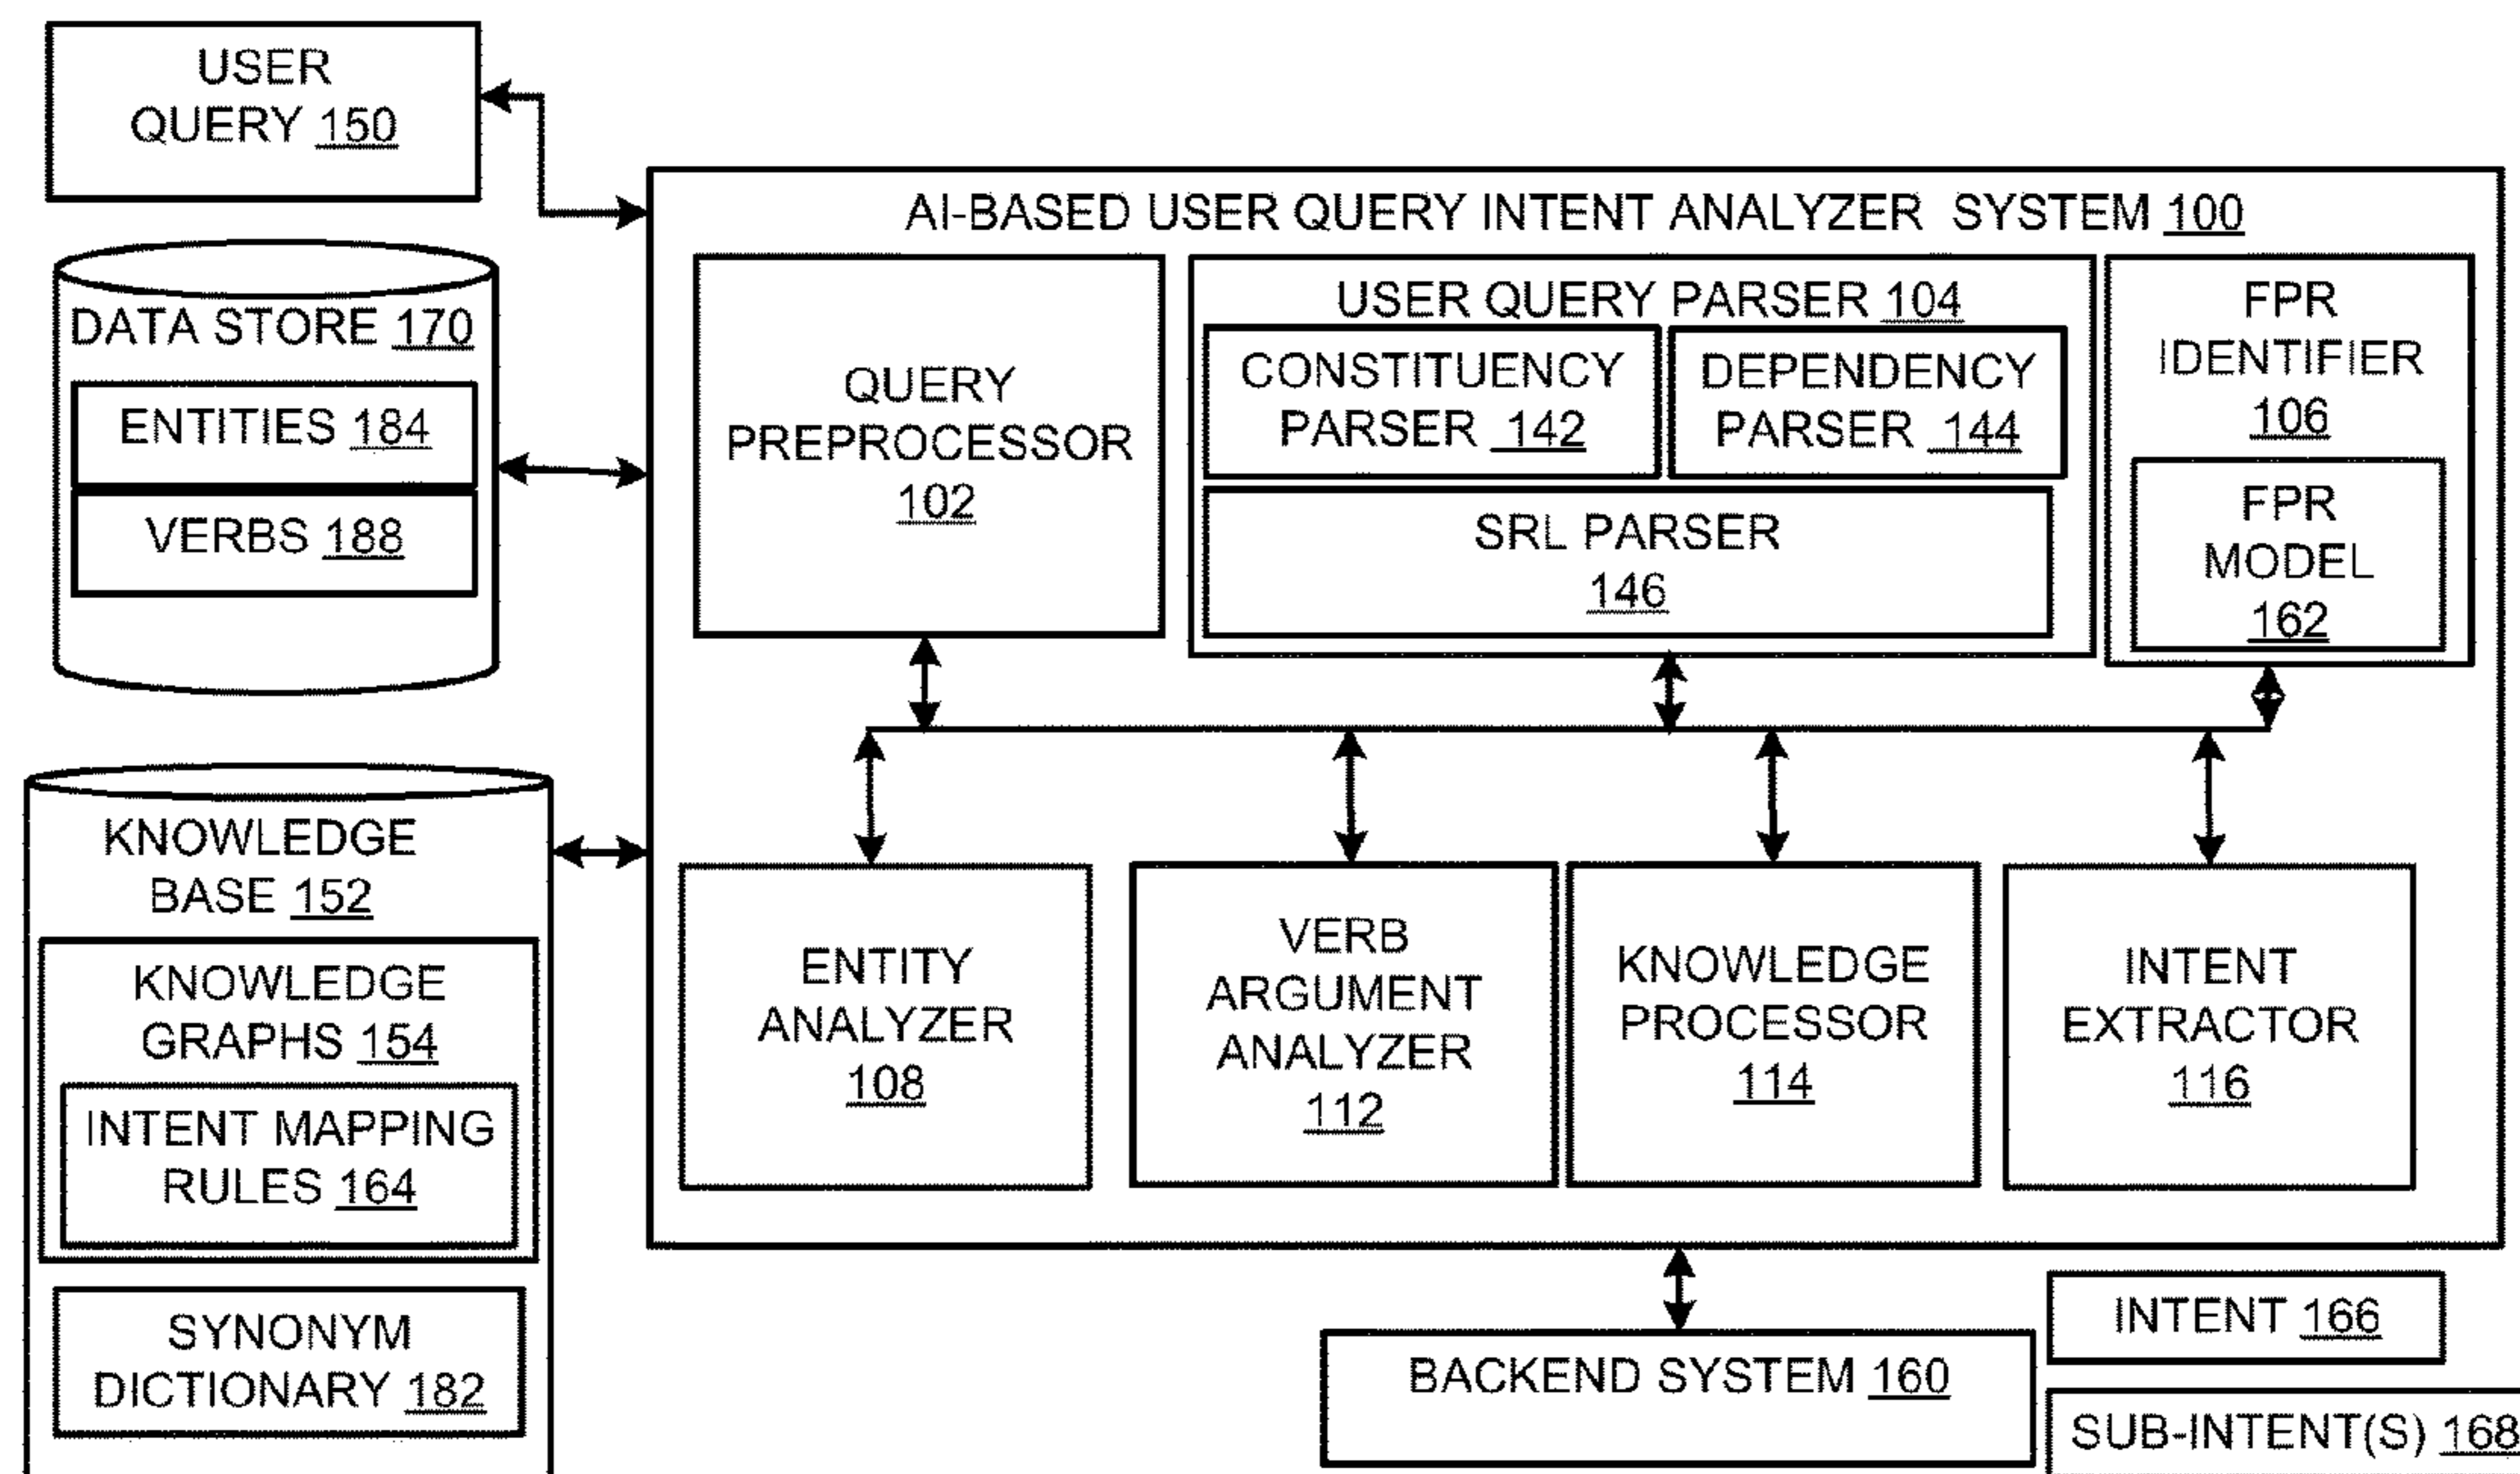 USER
QUERY 150
AI-BASED USER QUERY INTENT ANALYZER SYSTEM 100
DATA STORE 170
ENTITIES 184
VERBS 188
QUERY
PREPROCESSOR
102
USER QUERY PARSER 104
CONSTITUENCY
PARSER 142
DEPENDENCY
PARSER 144
SRL PARSER
146
FPR
IDENTIFIER
106
FPR
MODEL
162
KNOWLEDGE
BASE 152
KNOWLEDGE
GRAPHS 154
INTENT MAPPING
RULES 164
SYNONYM
DICTIONARY 182
ENTITY
ANALYZER
108
VERB
ARGUMENT
ANALYZER
112
KNOWLEDGE
PROCESSOR
114
INTENT
EXTRACTOR
116
BACKEND SYSTEM 160
INTENT 166
SUB-INTENT(S) 168